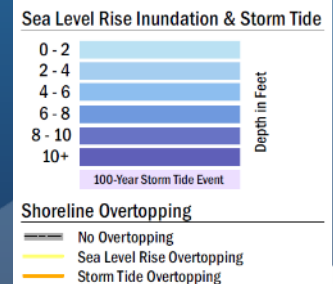 Sea Level Rise Inundation & Storm Tide
0 - 2
2 - 4
4 - 6
6 - 8
8 - 10
10+
Depth in Feet
100-Year Storm Tide Event
Shoreline Overtopping
No Overtopping
Sea Level Rise Overtopping
Storm Tide Overtopping